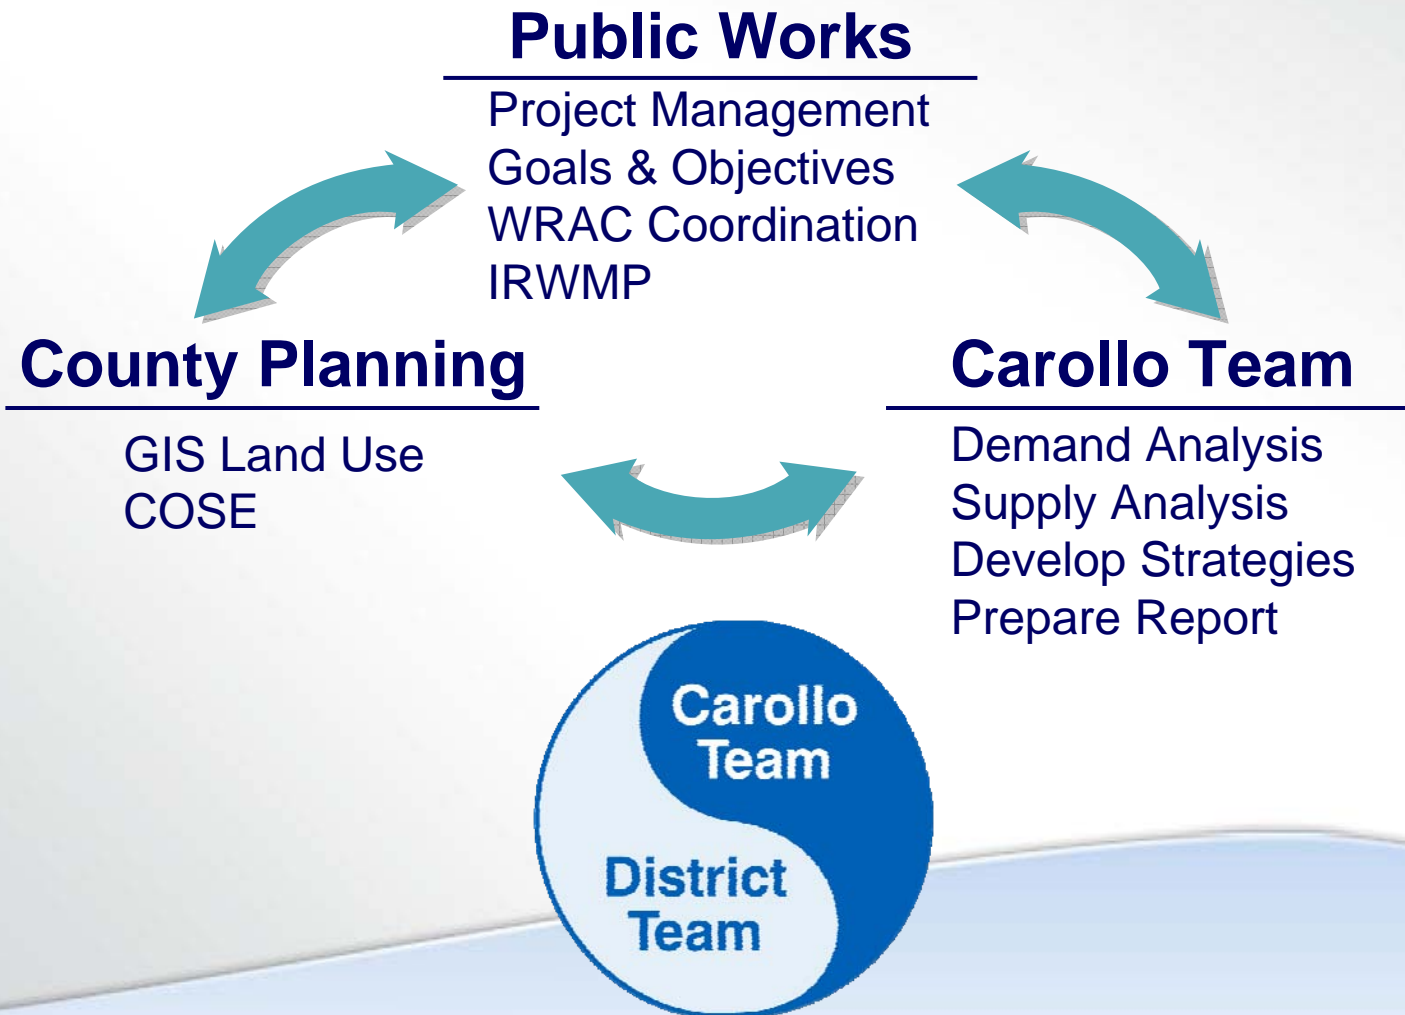 Public Works
Project Management
Goals & Objectives
WRAC Coordination
IRWMP
County Planning
GIS Land Use
COSE
Carollo Team
Demand Analysis
Supply Analysis
Develop Strategies
Prepare Report
Carollo
Team
District
Team